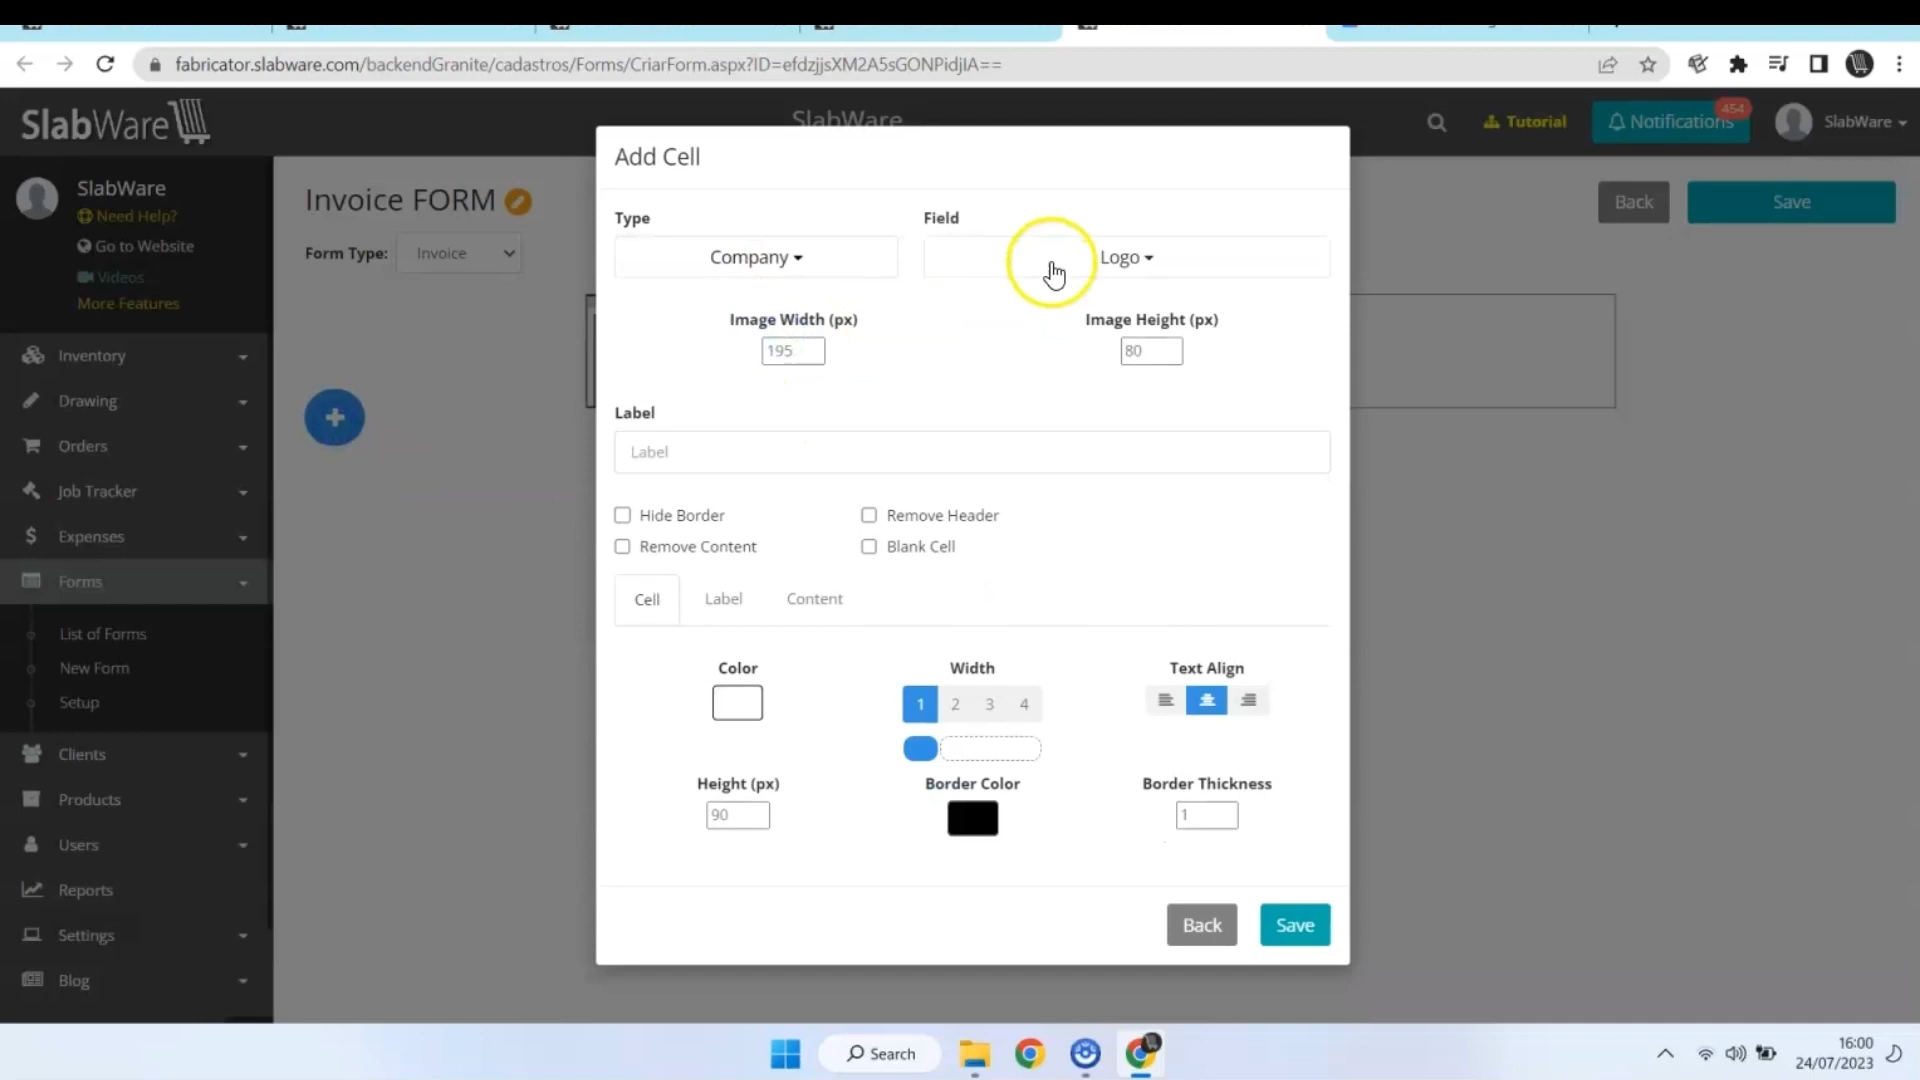 fabricator.slabware.com/backendGranite/cadastros/Forms/CriarForm.aspx?ID=efdzjjsXM2A5sGONPidjIA==
SlabWare
SlabWare
Tutorial
Notifications
454
SlabWare
SlabWare
Need Help?
Go to Website
Videos
More Features
Inventory
Drawing
Orders
Job Tracker
Expenses
Forms
List of Forms
New Form
Setup
Clients
Products
Users
Reports
Settings
Blog
Invoice FORM
Form Type: Invoice
Back
Save
Add Cell
Type
Field
Company
Logo
Image Width (px)
Image Height (px)
195
80
Label
Label
Hide Border
Remove Header
Remove Content
Blank Cell
Cell
Label
Content
Color
Width
Text Align
1 2 3 4
Height (px)
Border Color
Border Thickness
90
1
Back
Save
Search
16:00
24/07/2023